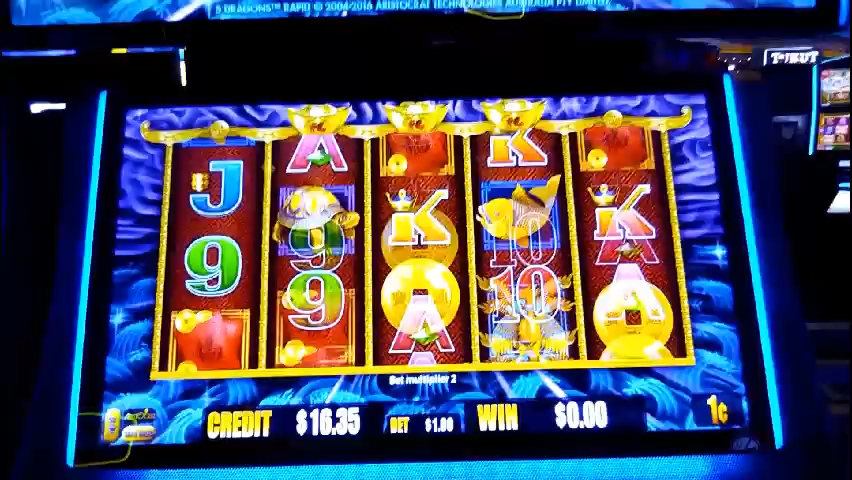 5 DRAGONS™ RAPID © 2004-2016 ARISTOCRAT TECHNOLOGIES AUSTRALIA PTY LIMITED
A K
J K K
9 9 10 A
9 A 10
Bet multiplier 2
CREDIT $16.35 BET $1.00 WIN $0.00 1¢